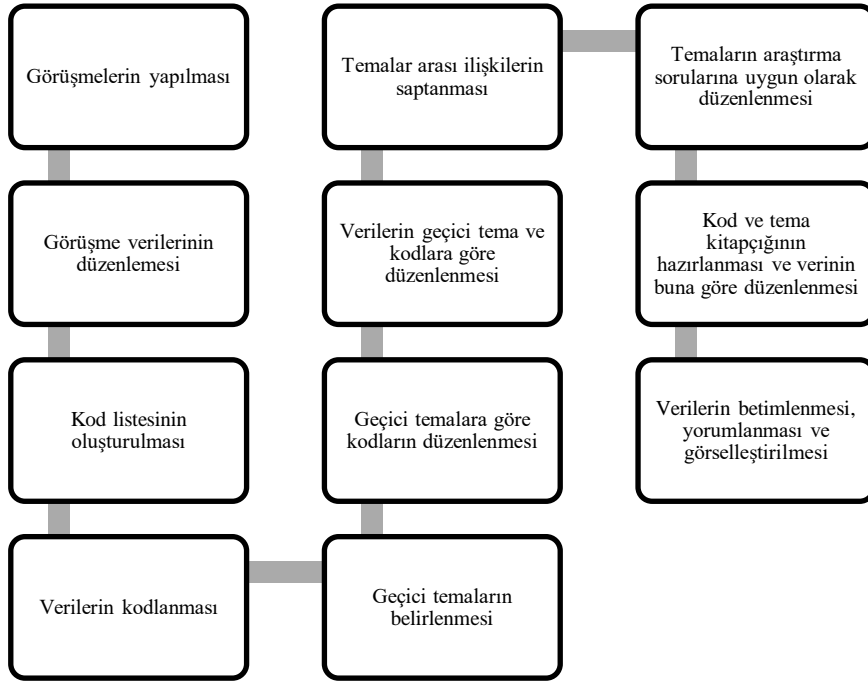 Görüşmelerin yapılması
Görüşme verilerinin
düzenlemesi
Kod listesinin
oluşturulması
Verilerin kodlanması
Geçici temaların
belirlenmesi
Geçici temalara göre
kodların düzenlenmesi
Verilerin geçici tema ve
kodlara göre
düzenlenmesi
Temalar arası ilişkilerin
saptanması
Temaların araştırma
sorularına uygun olarak
düzenlenmesi
Kod ve tema
kitapçığının
hazırlanması ve verinin
buna göre düzenlenmesi
Verilerin betimlenmesi,
yorumlanması ve
görselleştirilmesi